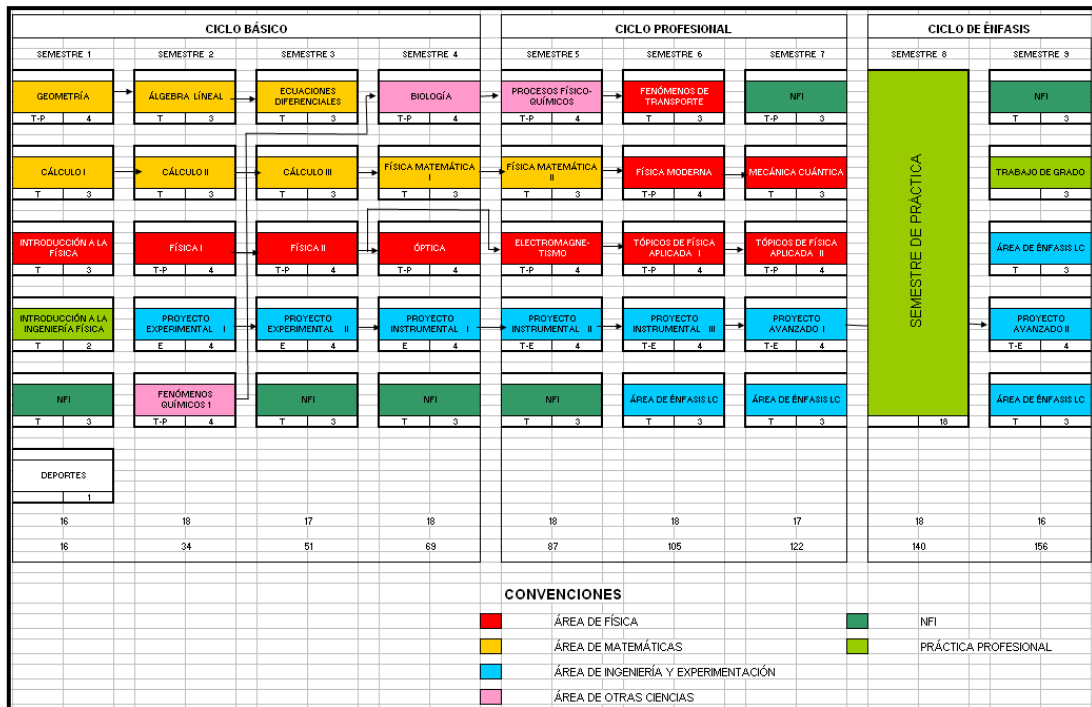 CICLO BÁSICO CICLO PROFESIONAL CICLO DE ÉNFASIS
SEMESTRE 1 SEMESTRE 2 SEMESTRE 3 SEMESTRE 4 SEMESTRE 5 SEMESTRE 6 SEMESTRE 7 SEMESTRE 8 SEMESTRE 9
GEOMETRÍA ÁLGEBRA LÍNEAL ECUACIONES DIFERENCIALES BIOLOGÍA PROCESOS FÍSICO-QUÍMICOS FENÓMENOS DE TRANSPORTE NFI NFI
T-P 4 T 3 T 3 T-P 4 T-P 4 T 3 T-P 4 T 3
CÁLCULO I CÁLCULO II CÁLCULO III FÍSICA MATEMÁTICA I FÍSICA MATEMÁTICA II FÍSICA MODERNA MECÁNICA CUÁNTICA TRABAJO DE GRADO
T 3 T 3 T 3 T 3 T 3 T-P 4 T 3 3
SEMESTRE DE PRÁCTICA
INTRODUCCIÓN A LA FÍSICA FÍSICA I FÍSICA II ÓPTICA ELECTROMAGNE-TISMO TÓPICOS DE FÍSICA APLICADA I TÓPICOS DE FÍSICA APLICADA II ÁREA DE ÉNFASIS LC
T 3 T-P 4 T-P 4 T-P 4 T-P 4 T-P 4 T-P 4 T 3
INTRODUCCIÓN A LA INGENIERÍA FÍSICA PROYECTO EXPERIMENTAL I PROYECTO EXPERIMENTAL II PROYECTO INSTRUMENTAL I PROYECTO INSTRUMENTAL II PROYECTO INSTRUMENTAL III PROYECTO AVANZADO I PROYECTO AVANZADO II
T 2 E 4 E 4 E 4 T-E 4 T-E 4 T-E 4 T-E 4
NFI FENÓMENOS QUÍMICOS 1 NFI NFI NFI ÁREA DE ÉNFASIS LC ÁREA DE ÉNFASIS LC ÁREA DE ÉNFASIS LC
T 3 T-P 4 T 3 T 3 T 3 T 3 T 3 18 T 3
DEPORTES
1
16 18 17 18 18 18 17 18 16
16 34 51 69 87 105 122 140 156
CONVENCIONES
ÁREA DE FÍSICA NFI
ÁREA DE MATEMÁTICAS PRÁCTICA PROFESIONAL
ÁREA DE INGENIERÍA Y EXPERIMENTACIÓN
ÁREA DE OTRAS CIENCIAS